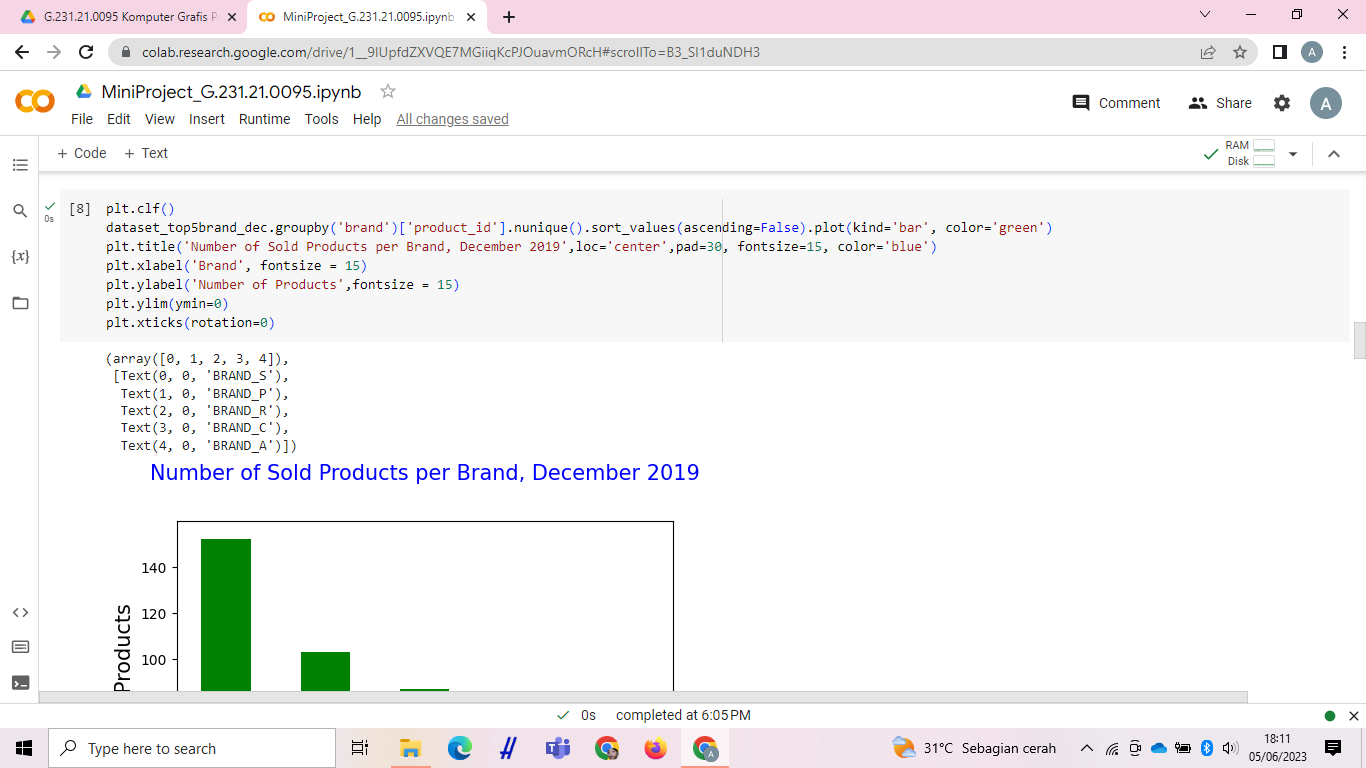 G.231.21.0095 Komputer Grafis P
MiniProject_G.231.21.0095.ipynb
colab.research.google.com/drive/1__9IUpfdZXVQE7MGiiqKcPJOuavmORcH#scrollTo=B3_SI1duNDH3
A
MiniProject_G.231.21.0095.ipynb
Comment
Share
A
File Edit View Insert Runtime Tools Help All changes saved
+ Code + Text
RAM
Disk
{x}
0s
[8] plt.clf()
dataset_top5brand_dec.groupby('brand')['product_id'].nunique().sort_values(ascending=False).plot(kind='bar', color='green')
plt.title('Number of Sold Products per Brand, December 2019',loc='center',pad=30, fontsize=15, color='blue')
plt.xlabel('Brand', fontsize = 15)
plt.ylabel('Number of Products',fontsize = 15)
plt.ylim(ymin=0)
plt.xticks(rotation=0)
(array([0, 1, 2, 3, 4]),
[Text(0, 0, 'BRAND_S'),
Text(1, 0, 'BRAND_P'),
Text(2, 0, 'BRAND_R'),
Text(3, 0, 'BRAND_C'),
Text(4, 0, 'BRAND_A')])
Number of Sold Products per Brand, December 2019
140
120
100
Products
0s completed at 6:05 PM
Type here to search
A
31°C Sebagian cerah
18:11
05/06/2023